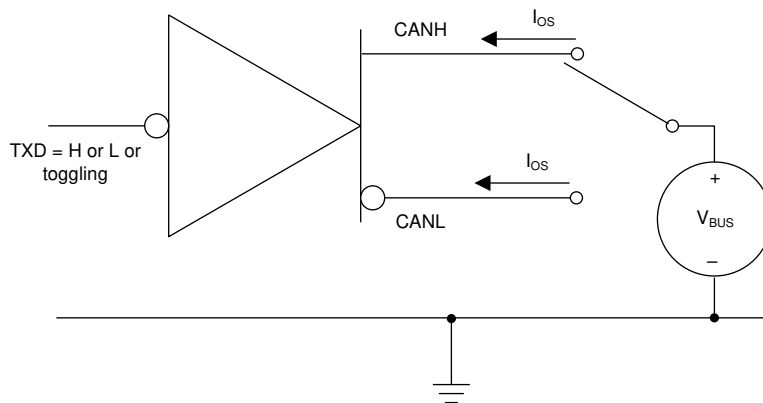 I_OS
CANH
TXD = H or L or
toggling
I_OS
CANL
+
V_BUS
–